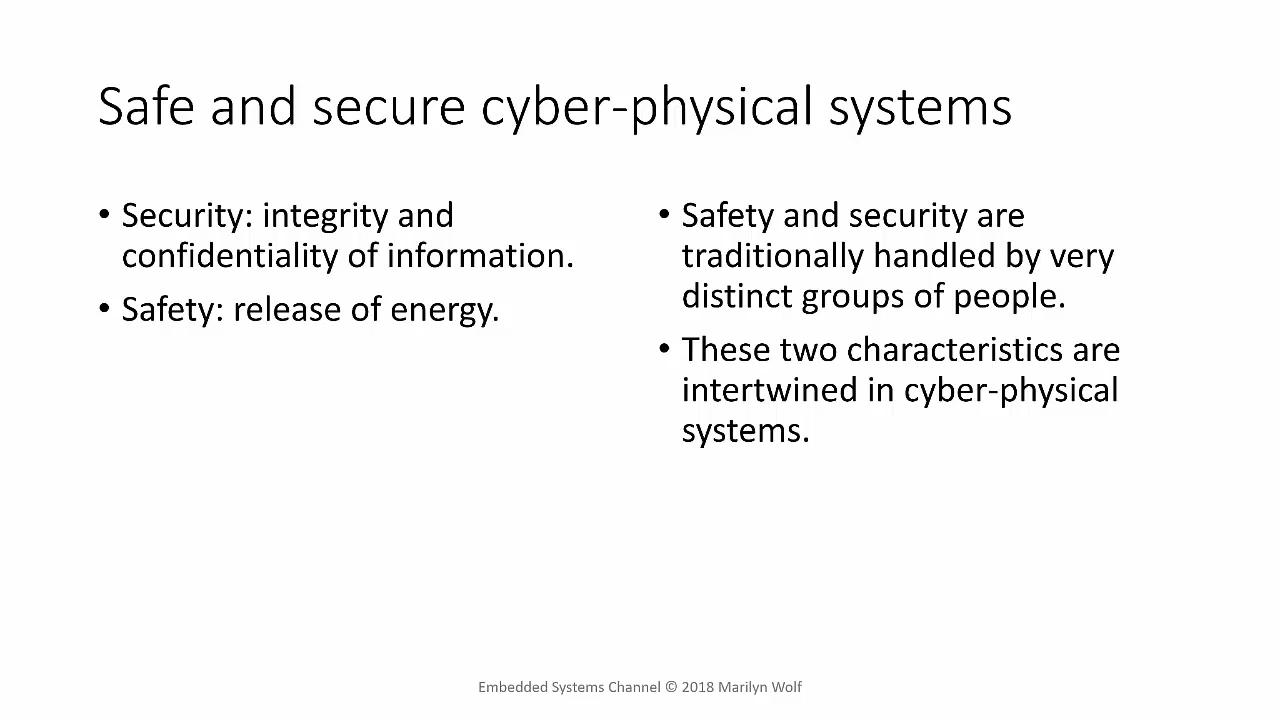 Safe and secure cyber-physical systems
• Security: integrity and
confidentiality of information.
• Safety: release of energy.
• Safety and security are
traditionally handled by very
distinct groups of people.
• These two characteristics are
intertwined in cyber-physical
systems.
Embedded Systems Channel © 2018 Marilyn Wolf